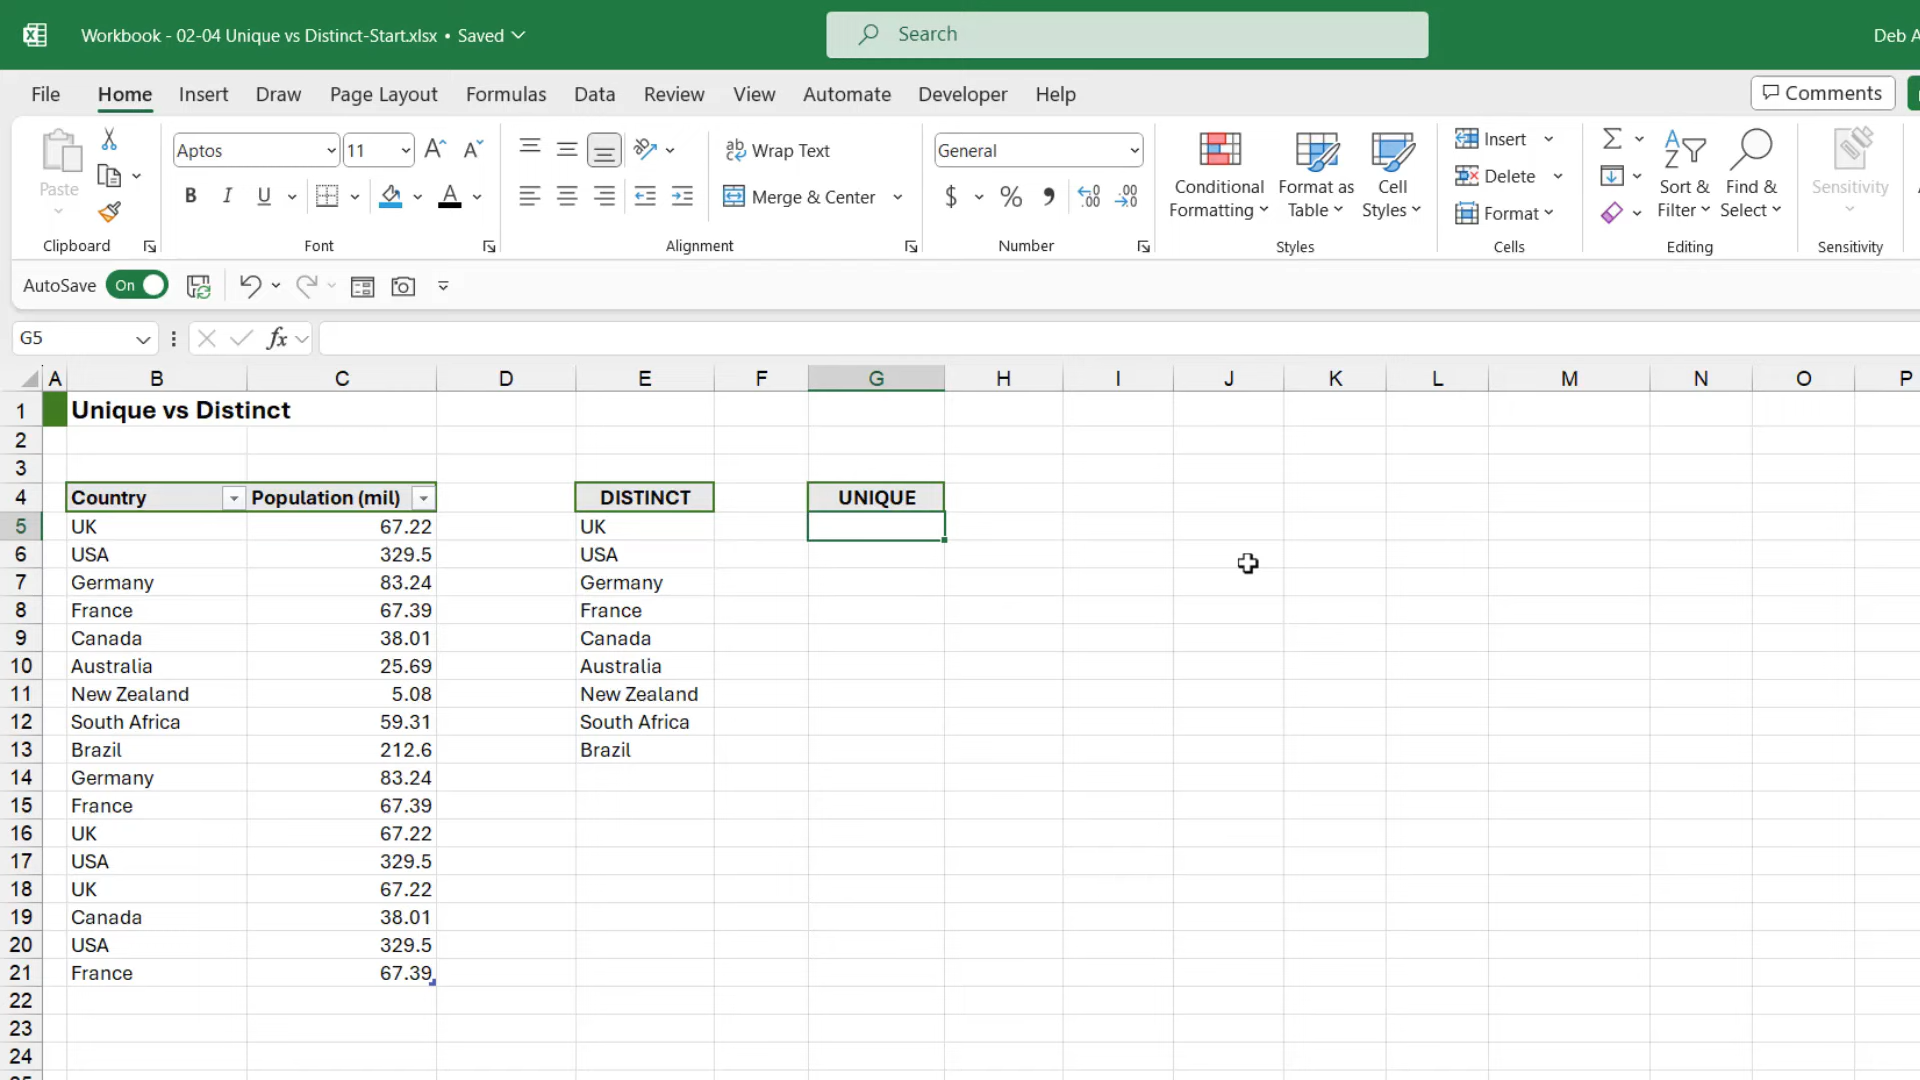 Workbook - 02-04 Unique vs Distinct-Start.xlsx • Saved
Search
Deb A
File Home Insert Draw Page Layout Formulas Data Review View Automate Developer Help
Comments
Paste
Clipboard
Aptos 11
B I U A
Font
ab Wrap Text
Merge & Center
Alignment
General
$ % 9
Number
Conditional Formatting
Format as Table
Cell Styles
Styles
Insert
Delete
Format
Cells
Sort & Filter
Find & Select
Editing
Sensitivity
Sensitivity
AutoSave On
G5 fx
A B C D E F G H I J K L M N O P
1 Unique vs Distinct
2
3
4 Country Population (mil) DISTINCT UNIQUE
5 UK 67.22 UK
6 USA 329.5 USA
7 Germany 83.24 Germany
8 France 67.39 France
9 Canada 38.01 Canada
10 Australia 25.69 Australia
11 New Zealand 5.08 New Zealand
12 South Africa 59.31 South Africa
13 Brazil 212.6 Brazil
14 Germany 83.24
15 France 67.39
16 UK 67.22
17 USA 329.5
18 UK 67.22
19 Canada 38.01
20 USA 329.5
21 France 67.39
22
23
24